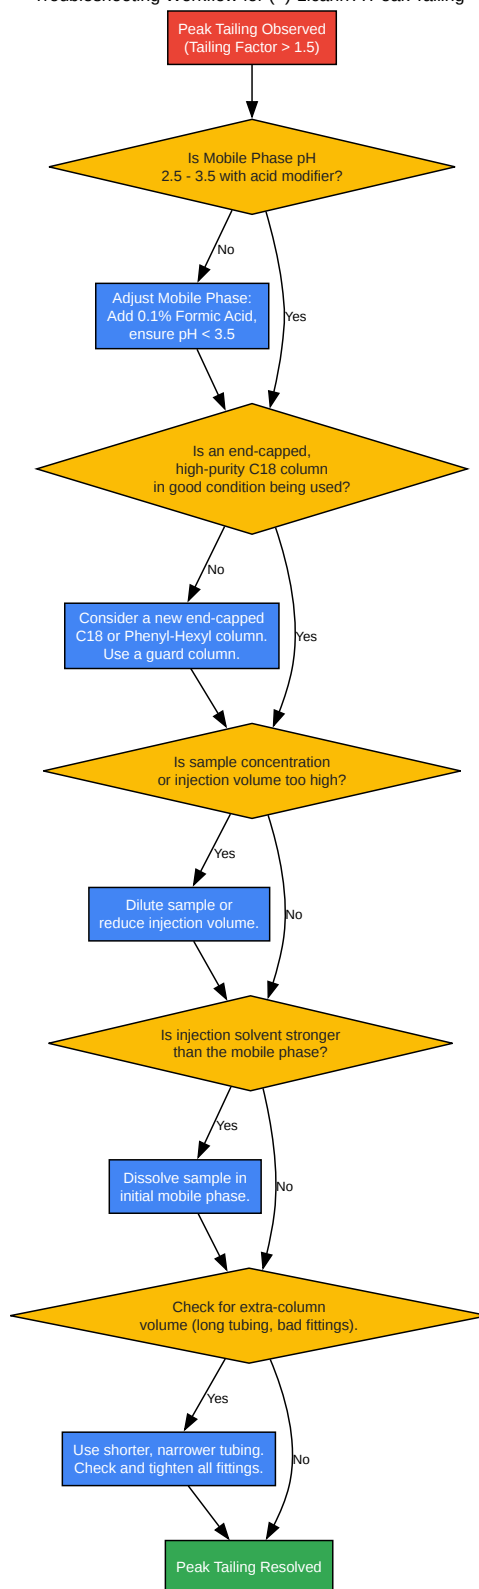 Troubleshooting Workflow for
Peak Tailing
Peak Tailing Observed
(Tailing Factor > 1.5)
Is Mobile Phase pH
2.5 - 3.5 with acid modifier?
No
Yes
Adjust Mobile Phase:
Add 0.1% Formic Acid,
ensure pH < 3.5
Is an end-capped,
high-purity C18 column
in good condition being used?
No
Yes
Consider a new end-capped
C18 or Phenyl-Hexyl column.
Use a guard column.
Is sample concentration
or injection volume too high?
Yes
No
Dilute sample or
reduce injection volume.
Is injection solvent stronger
than the mobile phase?
Yes
No
Dissolve sample in
initial mobile phase.
Check for extra-column
volume (long tubing, bad fittings).
Yes
No
Use shorter, narrower tubing.
Check and tighten all fittings.
Peak Tailing Resolved